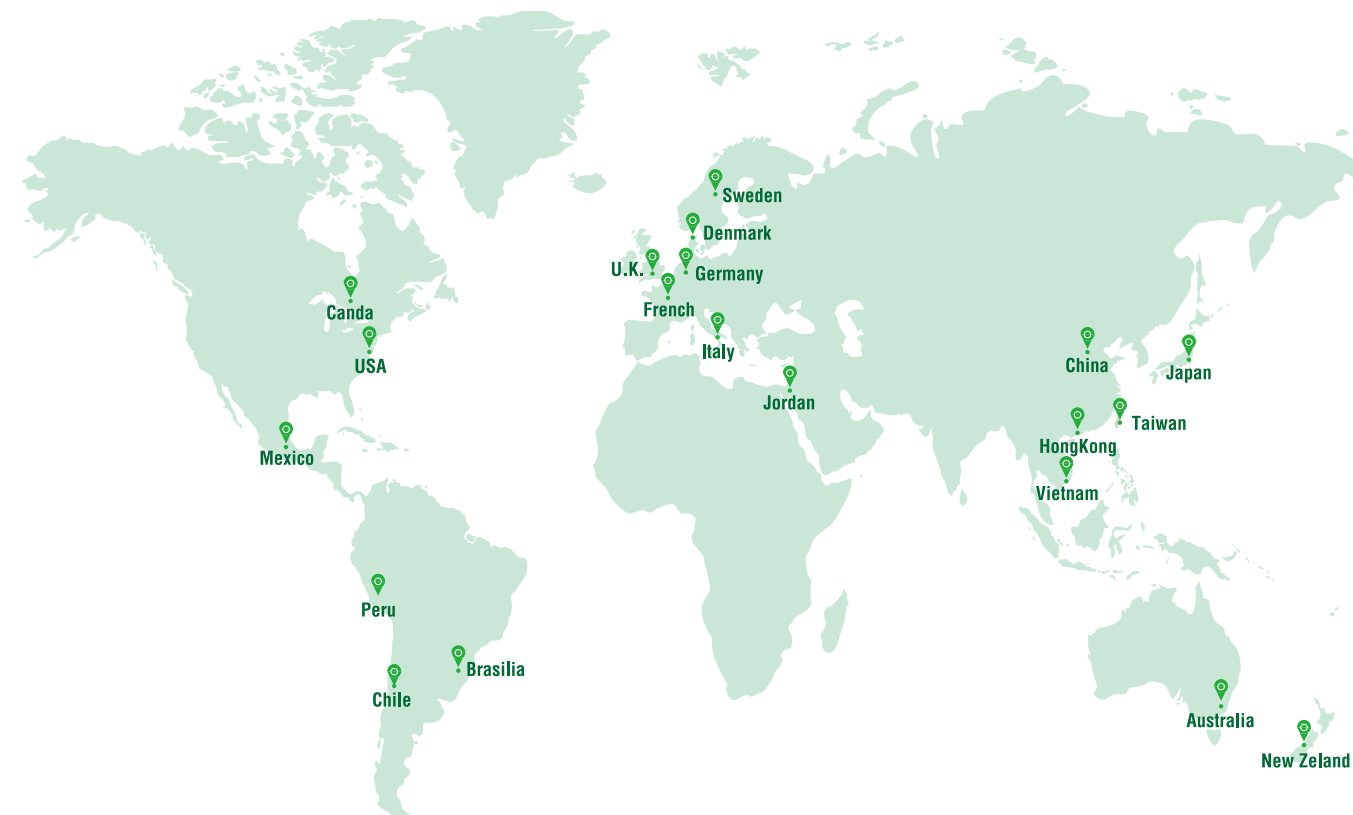 Sweden
Denmark
U.K.
Germany
French
Canda
Italy
USA
China
Japan
Jordan
Taiwan
HongKong
Mexico
Vietnam
Peru
Brasilia
Chile
Australia
New Zeland